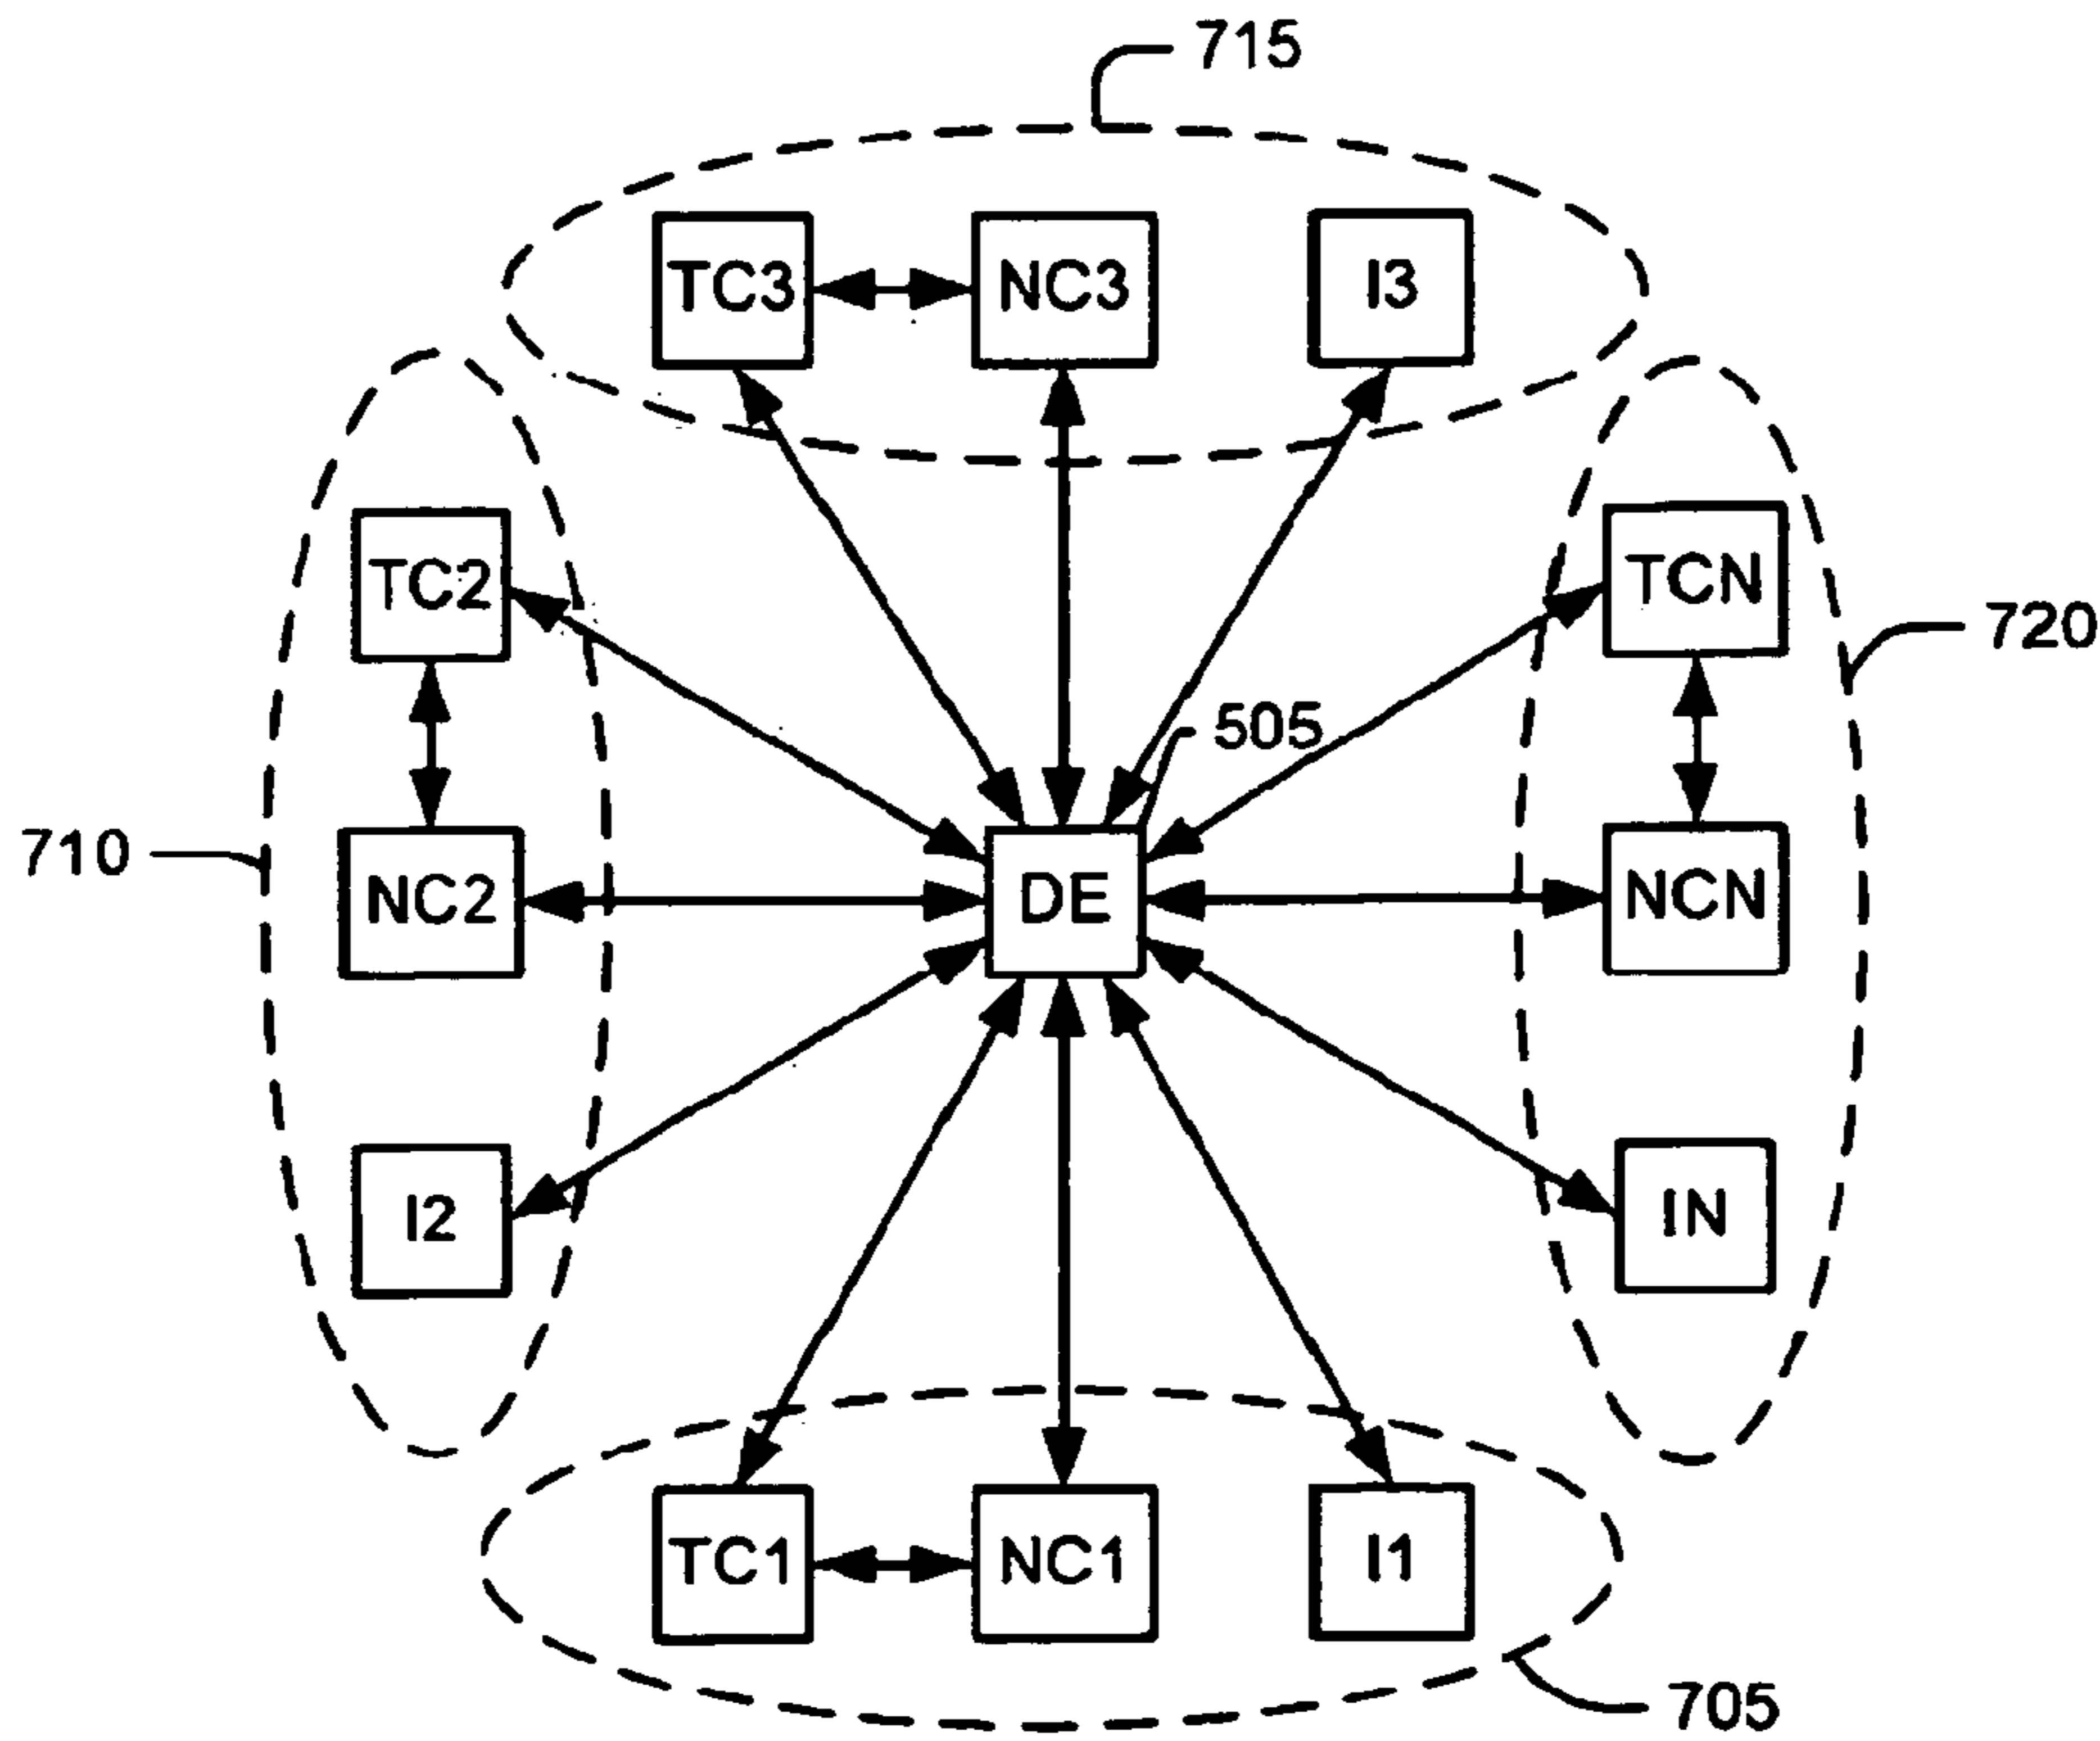 715
TC3
NC3
I3
TC2
TCN
720
505
710
NC2
DE
NCN
I2
IN
TC1
NC1
I1
705